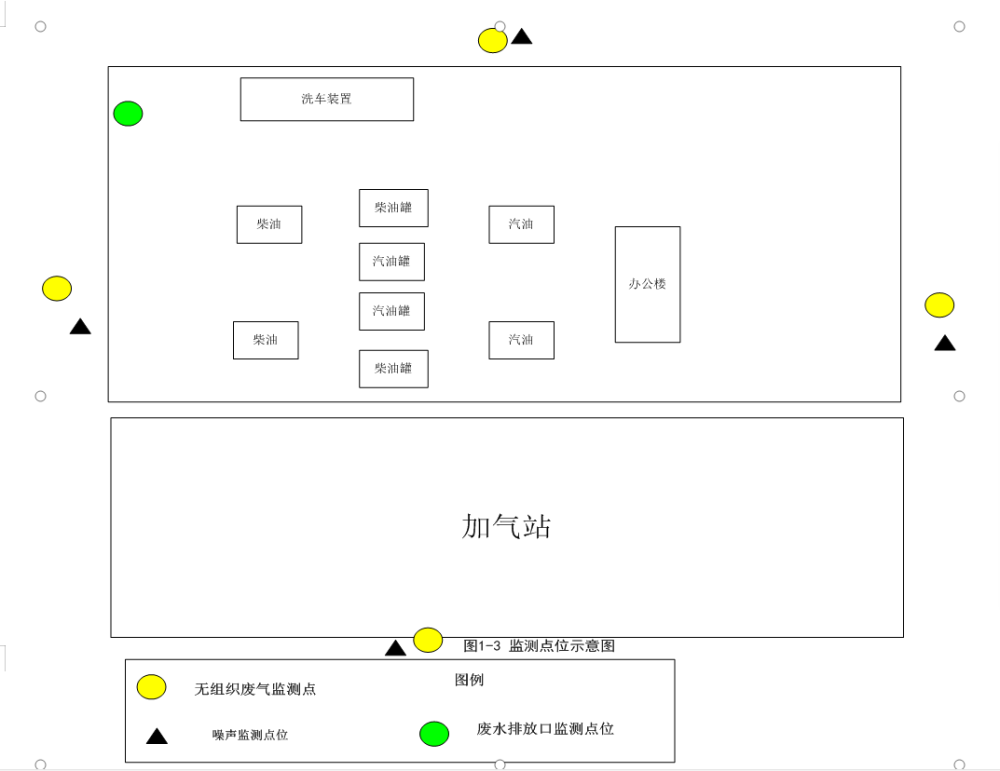 洗车装置
柴油罐
柴油
汽油
汽油罐
办公楼
汽油罐
柴油
汽油
柴油罐
加气站
图1-3 监测点位示意图
图例
无组织废气监测点
废水排放口监测点位
噪声监测点位